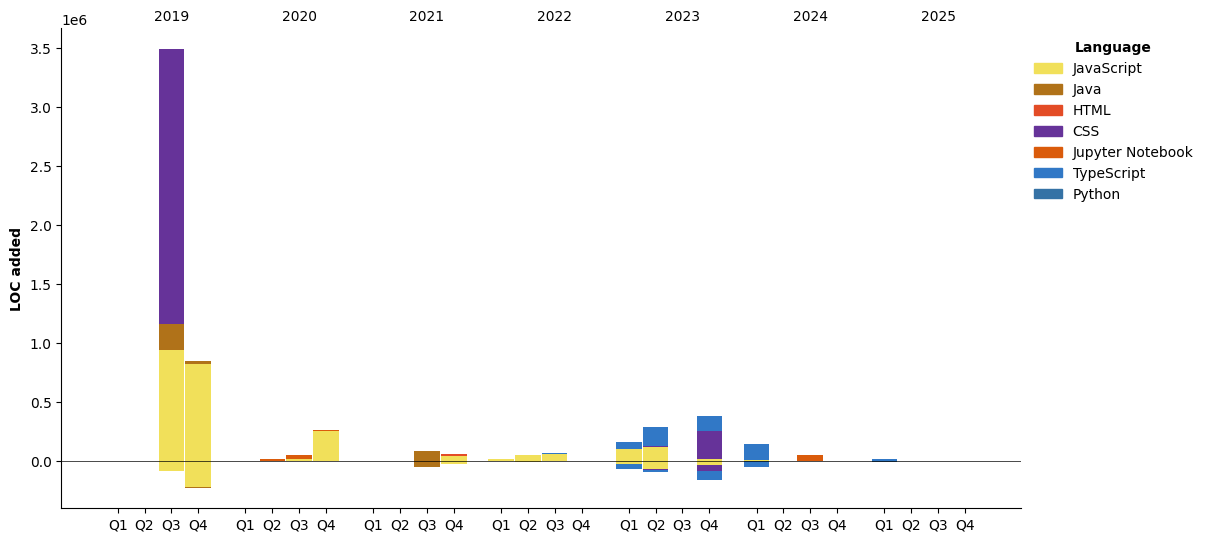 2019 2020 2021 2022 2023 2024 2025
1e6
LOC added
3.5
3.0
2.5
2.0
1.5
1.0
0.5
0.0
Q1 Q2 Q3 Q4 Q1 Q2 Q3 Q4 Q1 Q2 Q3 Q4 Q1 Q2 Q3 Q4 Q1 Q2 Q3 Q4 Q1 Q2 Q3 Q4 Q1 Q2 Q3 Q4
Language
JavaScript
Java
HTML
CSS
Jupyter Notebook
TypeScript
Python